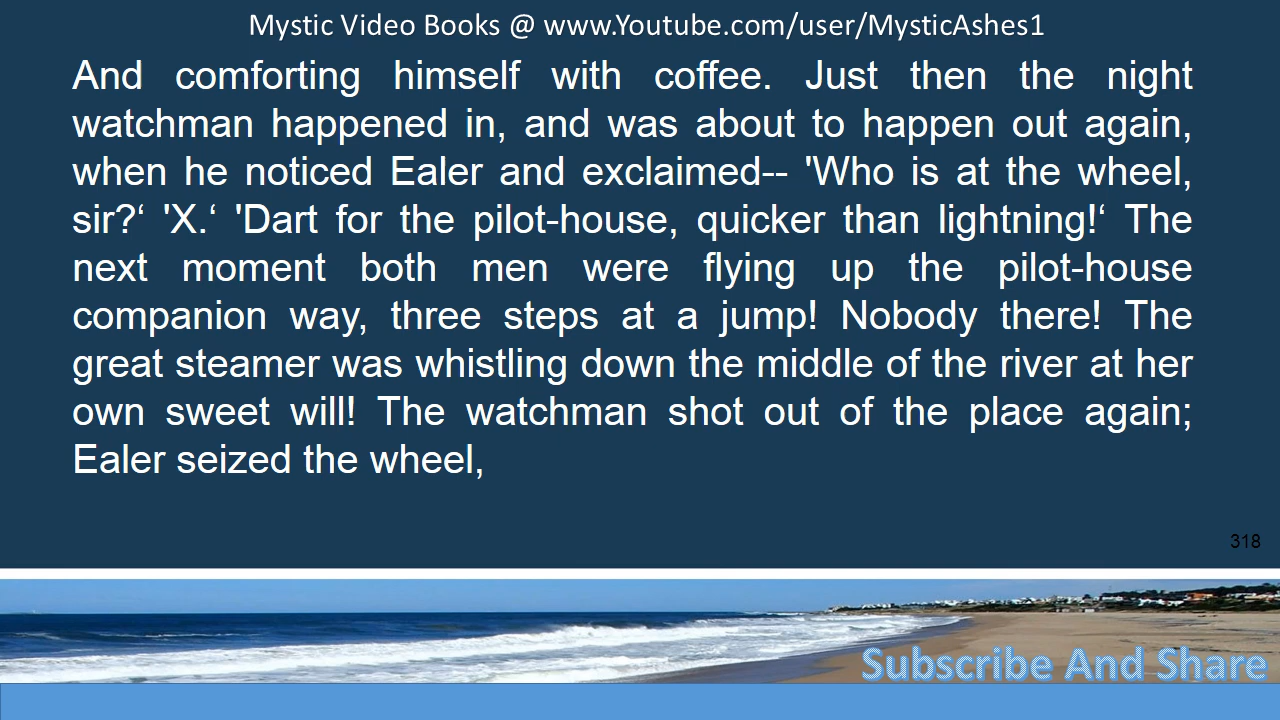 Mystic Video Books @ www.Youtube.com/user/MysticAshes1
And comforting himself with coffee. Just then the night
watchman happened in, and was about to happen out again,
when he noticed Ealer and exclaimed-- 'Who is at the wheel,
sir?‘ 'X.‘ 'Dart for the pilot-house, quicker than lightning!‘ The
next moment both men were flying up the pilot-house
companion way, three steps at a jump! Nobody there! The
great steamer was whistling down the middle of the river at her
own sweet will! The watchman shot out of the place again;
Ealer seized the wheel,
318
Subscribe And Share